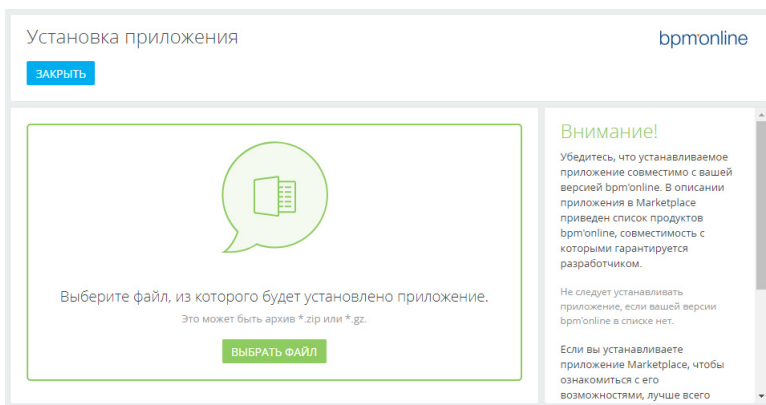 Установка приложения
bpm'online
ЗАКРЫТЬ
Выберите файл, из которого будет установлено приложение.
Это может быть архив *.zip или *.gz.
ВЫБРАТЬ ФАЙЛ
Внимание!
Убедитесь, что устанавливаемое
приложение совместимо с вашей
версией bpm'online. В описании
приложения в Marketplace
приведен список продуктов
bpm'online, совместимость с
которыми гарантируется
разработчиком.
Не следует устанавливать
приложение, если вашей версии
bpm'online в списке нет.
Если вы устанавливаете
приложение Marketplace, чтобы
ознакомиться с его
возможностями, лучше всего